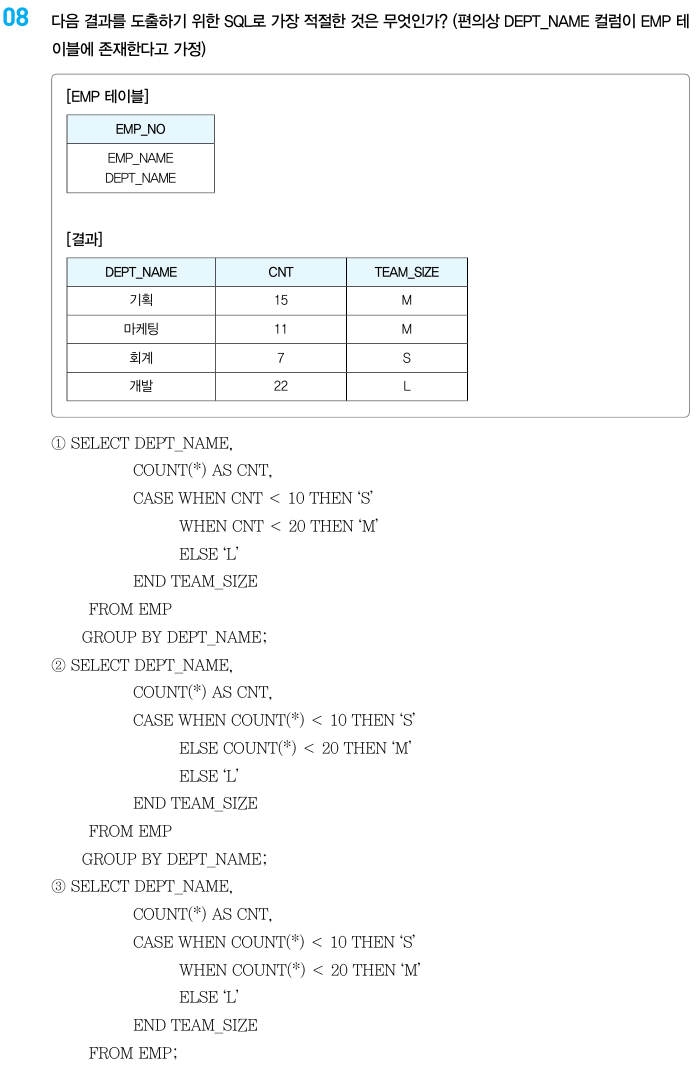 08 다음 결과를 도출하기 위한 SQL로 가장 적절한 것은 무엇인가? (편의상 DEPT_NAME 컬럼이 EMP 테
이블에 존재한다고 가정)
[EMP 테이블]
EMP_NO
EMP_NAME
DEPT_NAME
[결과]
DEPT_NAME CNT TEAM_SIZE
기획 15 M
마케팅 11 M
회계 7 S
개발 22 L
① SELECT DEPT_NAME,
COUNT(*) AS CNT,
CASE WHEN CNT < 10 THEN ‘S’
WHEN CNT < 20 THEN ‘M’
ELSE ‘L’
END TEAM_SIZE
FROM EMP
GROUP BY DEPT_NAME;
② SELECT DEPT_NAME,
COUNT(*) AS CNT,
CASE WHEN COUNT(*) < 10 THEN ‘S’
ELSE COUNT(*) < 20 THEN ‘M’
ELSE ‘L’
END TEAM_SIZE
FROM EMP
GROUP BY DEPT_NAME;
③ SELECT DEPT_NAME,
COUNT(*) AS CNT,
CASE WHEN COUNT(*) < 10 THEN ‘S’
WHEN COUNT(*) < 20 THEN ‘M’
ELSE ‘L’
END TEAM_SIZE
FROM EMP;